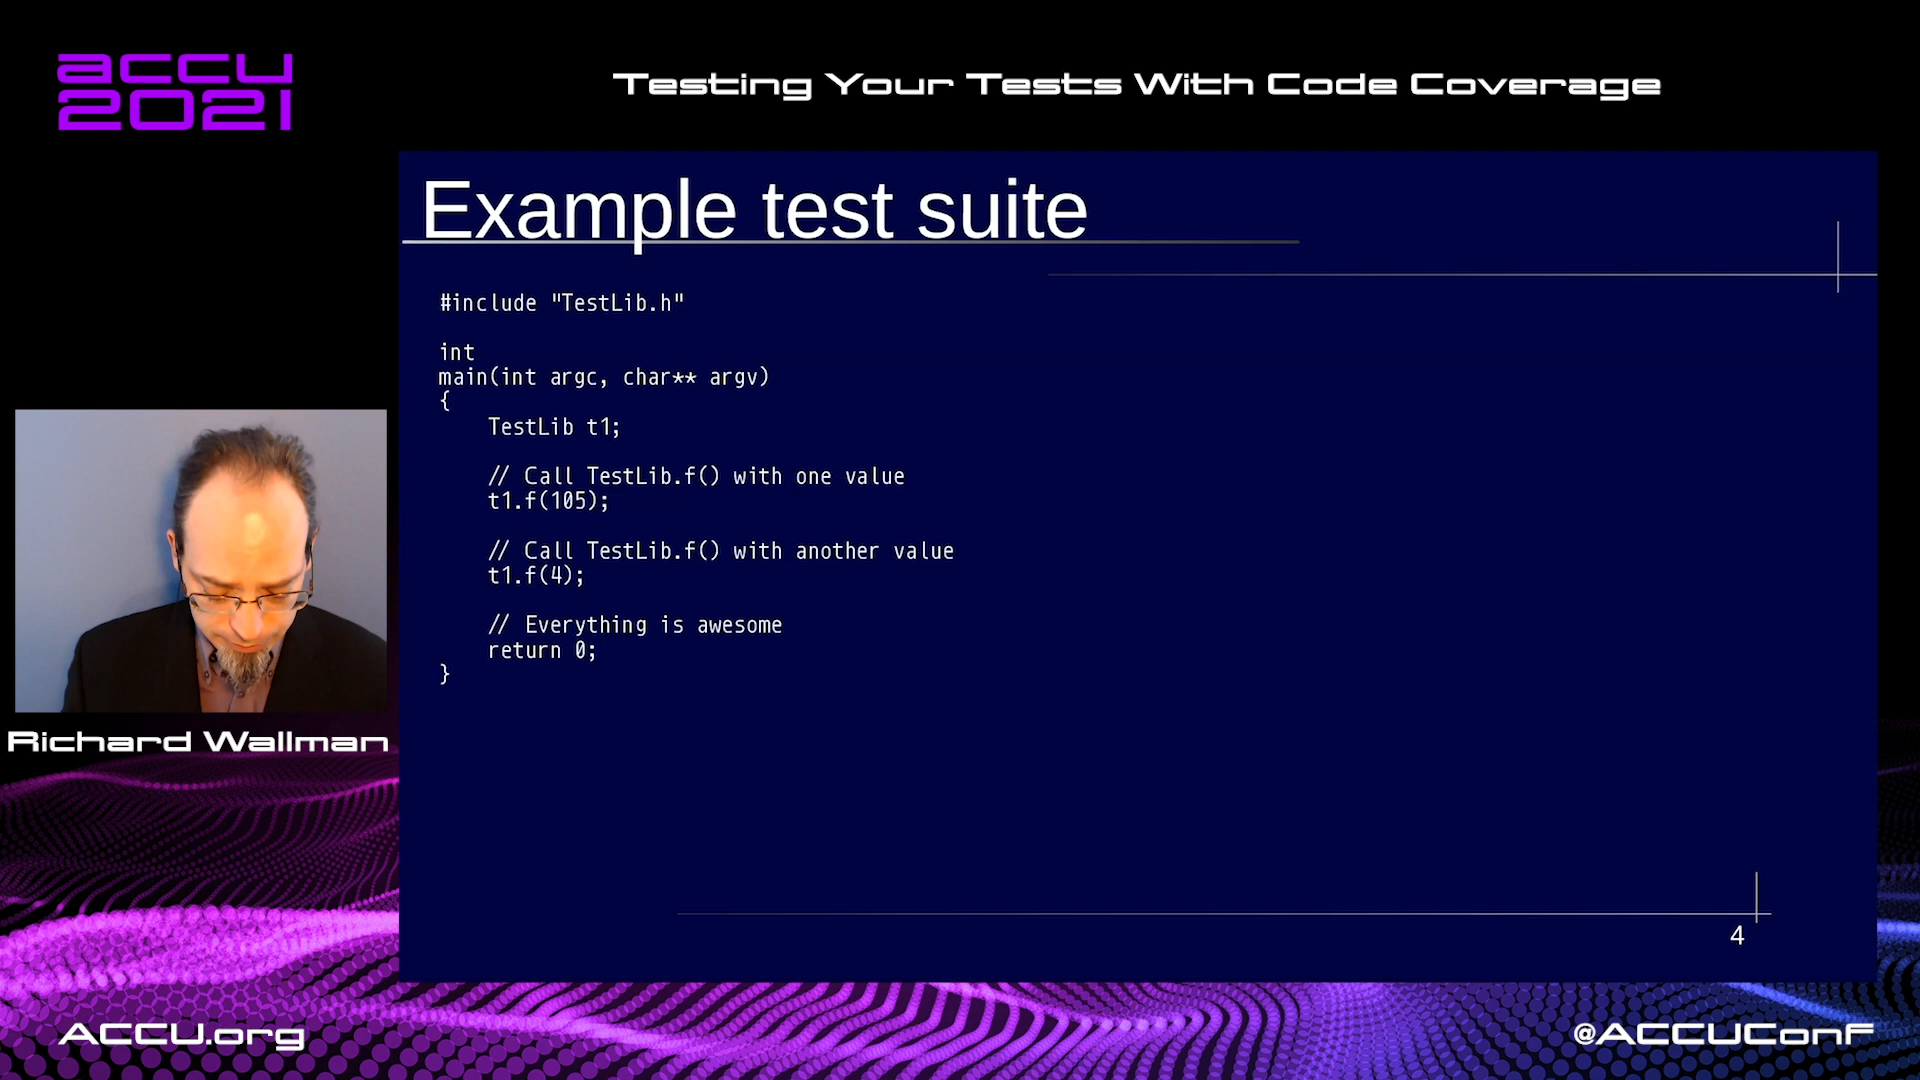 accu
2021
Testing Your Tests With Code Coverage
Example test suite
#include "TestLib.h"
int
main(int argc, char** argv)
{
TestLib t1;
// Call TestLib.f() with one value
t1.f(105);
// Call TestLib.f() with another value
t1.f(4);
// Everything is awesome
return 0;
}
Richard Wallman
4
ACCU.org
@ACCUConf